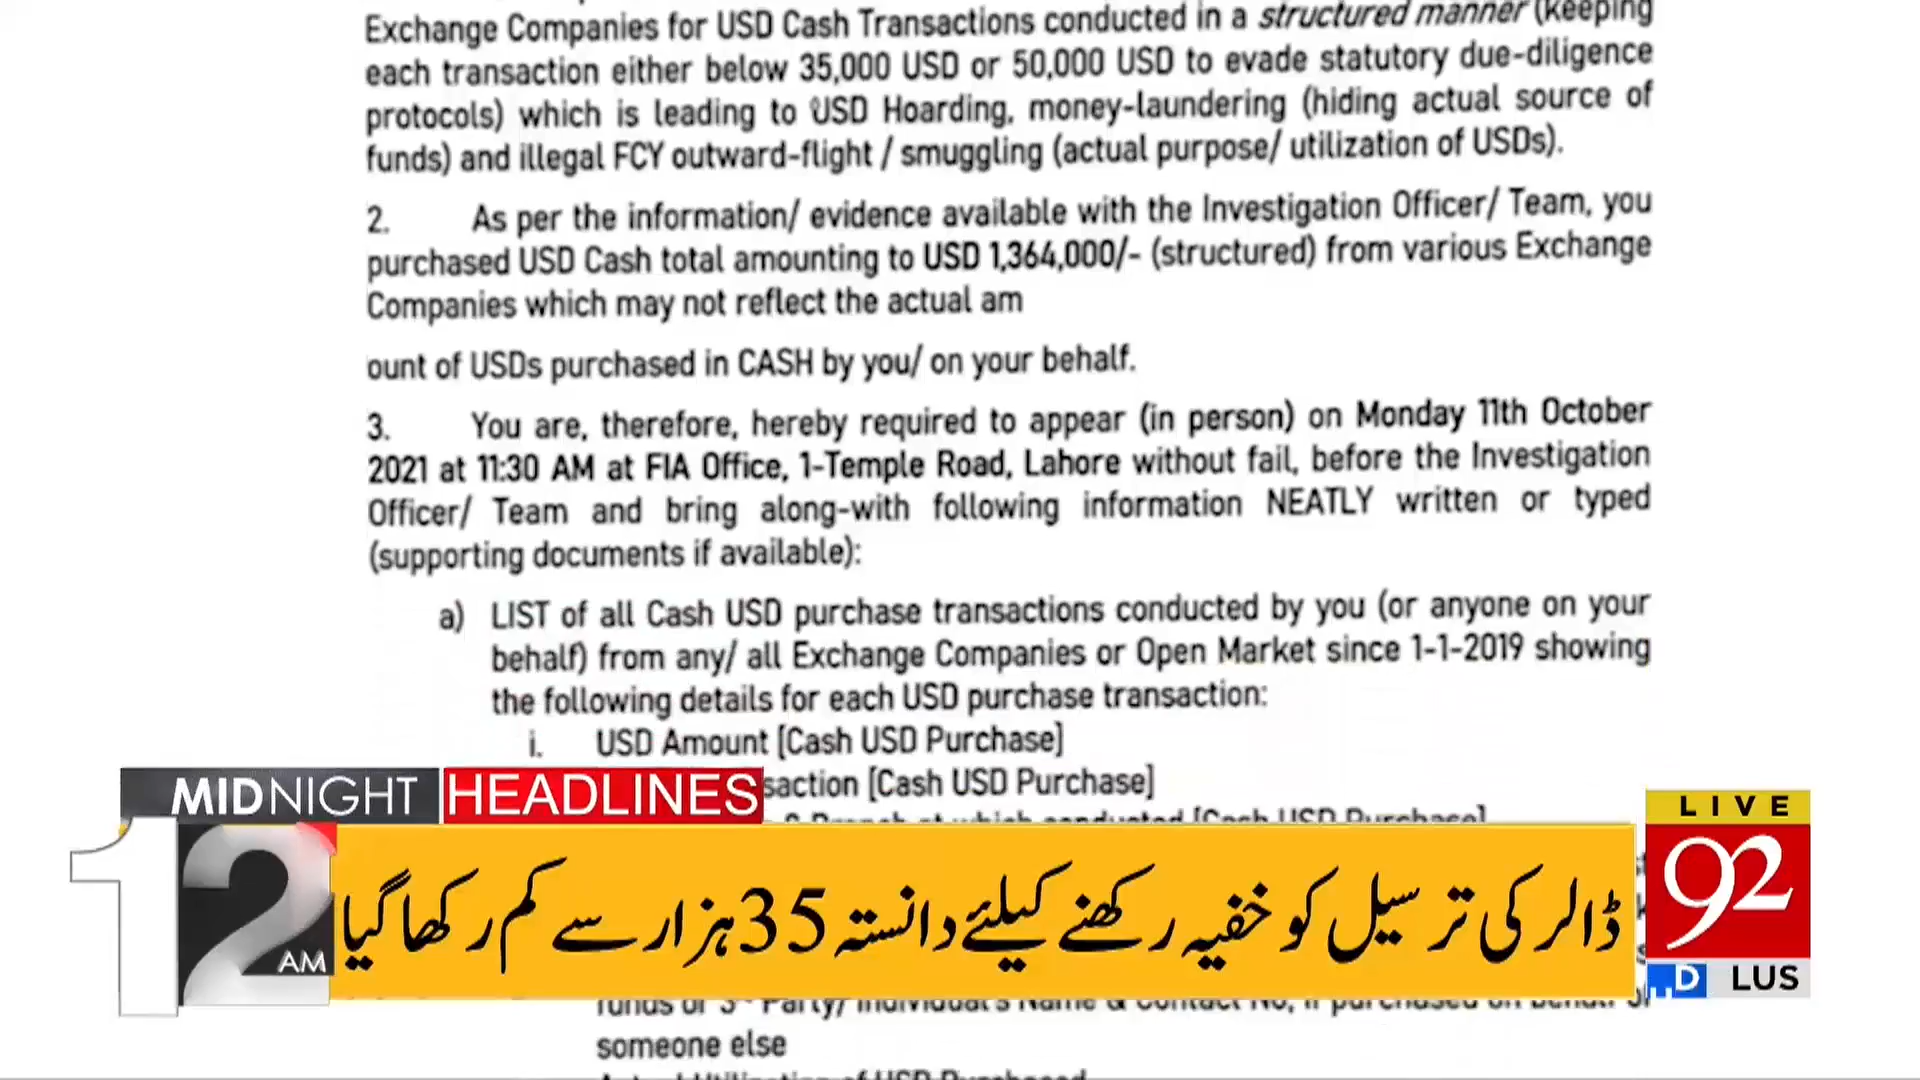 Exchange Companies for USD Cash Transactions conducted in a structured manner (keeping
each transaction either below 35,000 USD or 50,000 USD to evade statutory due-diligence
protocols) which is leading to USD Hoarding, money-laundering (hiding actual source of
funds) and illegal FCY outward-flight / smuggling (actual purpose/ utilization of USDs).
2. As per the information/ evidence available with the Investigation Officer/ Team, you
purchased USD Cash total amounting to USD 1,364,000/- (structured) from various Exchange
Companies which may not reflect the actual am
ount of USDs purchased in CASH by you/ on your behalf.
3. You are, therefore, hereby required to appear (in person) on Monday 11th October
2021 at 11:30 AM at FIA Office, 1-Temple Road, Lahore without fail, before the Investigation
Officer/ Team and bring along-with following information NEATLY written or typed
(supporting documents if available):
a) LIST of all Cash USD purchase transactions conducted by you (or anyone on your
behalf) from any/ all Exchange Companies or Open Market since 1-1-2019 showing
the following details for each USD purchase transaction:
i. USD Amount [Cash USD Purchase]
saction [Cash USD Purchase]
& Branch at which conducted [Cash USD Purchase]
MIDNIGHT HEADLINES
12 AM
ڈالر کی ترسیل کو خفیہ رکھنے کیلئے دانستہ 35 ہزار سے کم رکھا گیا
LIVE
92
HD LUS
funds or 3rd Party/ Individual's Name & Contact No, if purchased on behalf of
someone else
Actual Utilization of USD Purchased